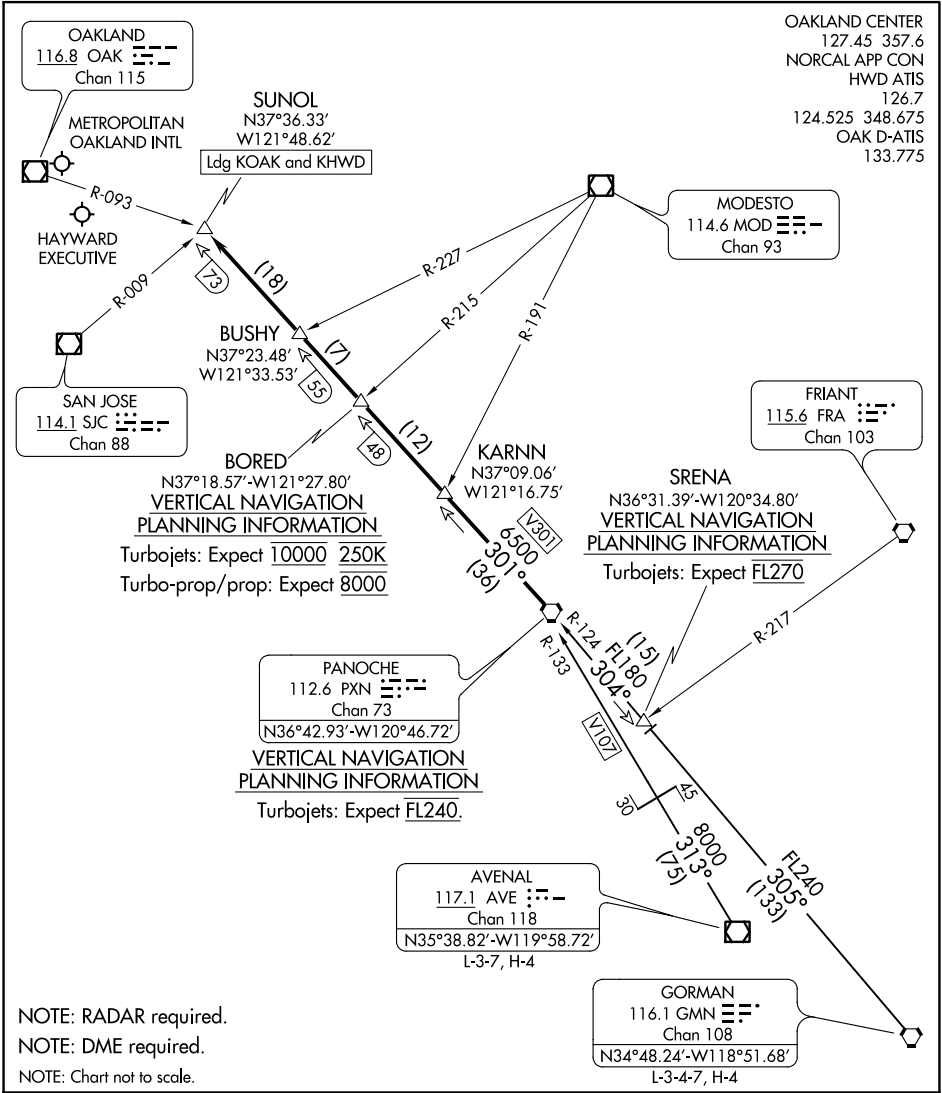 OAKLAND
116.8 OAK
Chan 115
OAKLAND CENTER
127.45 357.6
NORCAL APP CON
HWD ATIS
126.7
124.525 348.675
OAK D-ATIS
133.775
SUNOL
N37°36.33'
W121°48.62'
Ldg KOAK and KHWD
METROPOLITAN
OAKLAND INTL
R-093
HAYWARD
EXECUTIVE
R-009
73
(18)
MODESTO
114.6 MOD
Chan 93
R-227
R-215
R-191
BUSHY
N37°23.48'
W121°33.53'
(7)
55
SAN JOSE
114.1 SJC
Chan 88
FRIANT
115.6 FRA
Chan 103
(12)
48
BORED
N37°18.57'-W121°27.80'
VERTICAL NAVIGATION
PLANNING INFORMATION
Turbojets: Expect 10000 250K
Turbo-prop/prop: Expect 8000
KARNN
N37°09.06'
W121°16.75'
SRENA
N36°31.39'-W120°34.80'
VERTICAL NAVIGATION
PLANNING INFORMATION
Turbojets: Expect FL270
V301
6500
301°
(36)
R-217
R-124
R-133
(15)
FL180
304°
PANOCHE
112.6 PXN
Chan 73
N36°42.93'-W120°46.72'
VERTICAL NAVIGATION
PLANNING INFORMATION
Turbojets: Expect FL240.
V107
30
45
8000
313°
(75)
FL240
305°
(133)
AVENAL
117.1 AVE
Chan 118
N35°38.82'-W119°58.72'
L-3-7, H-4
GORMAN
116.1 GMN
Chan 108
N34°48.24'-W118°51.68'
L-3-4-7, H-4
NOTE: RADAR required.
NOTE: DME required.
NOTE: Chart not to scale.